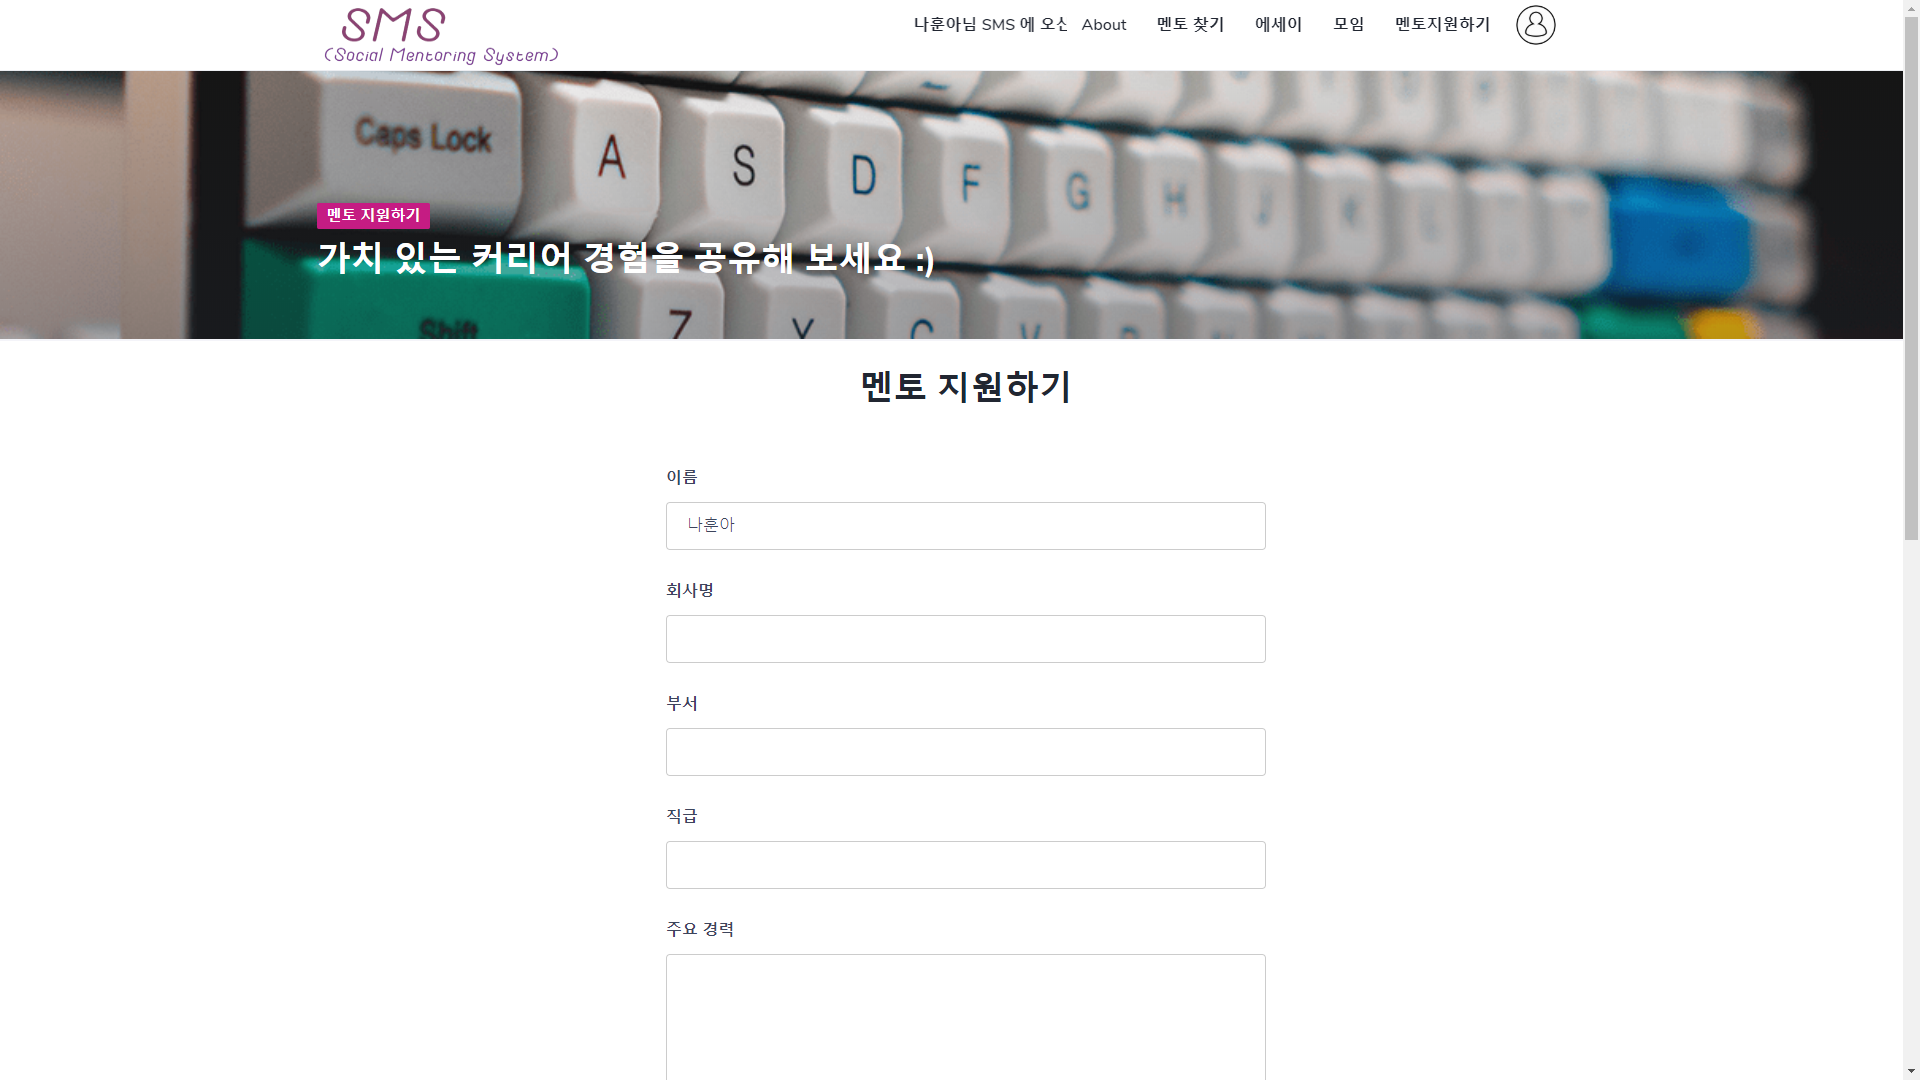 SMS
(Social Mentoring System)
나훈아님 SMS 에 오신
About
멘토 찾기
에세이
모임
멘토지원하기
Caps Lock
A S D F G H J K L
멘토 지원하기
가치 있는 커리어 경험을 공유해 보세요 :)
Shift
Z X C V B
멘토 지원하기
이름
나훈아
회사명
부서
직급
주요 경력